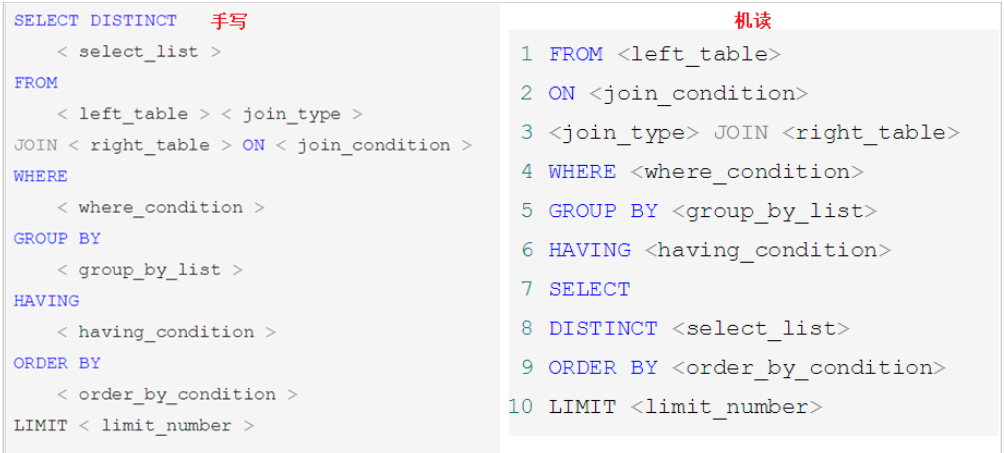 SELECT DISTINCT 手写
< select_list >
FROM
< left_table > < join_type >
JOIN < right_table > ON < join_condition >
WHERE
< where_condition >
GROUP BY
< group_by_list >
HAVING
< having_condition >
ORDER BY
< order_by_condition >
LIMIT < limit_number >
机读
1 FROM <left_table>
2 ON <join_condition>
3 <join_type> JOIN <right_table>
4 WHERE <where_condition>
5 GROUP BY <group_by_list>
6 HAVING <having_condition>
7 SELECT
8 DISTINCT <select_list>
9 ORDER BY <order_by_condition>
10 LIMIT <limit_number>